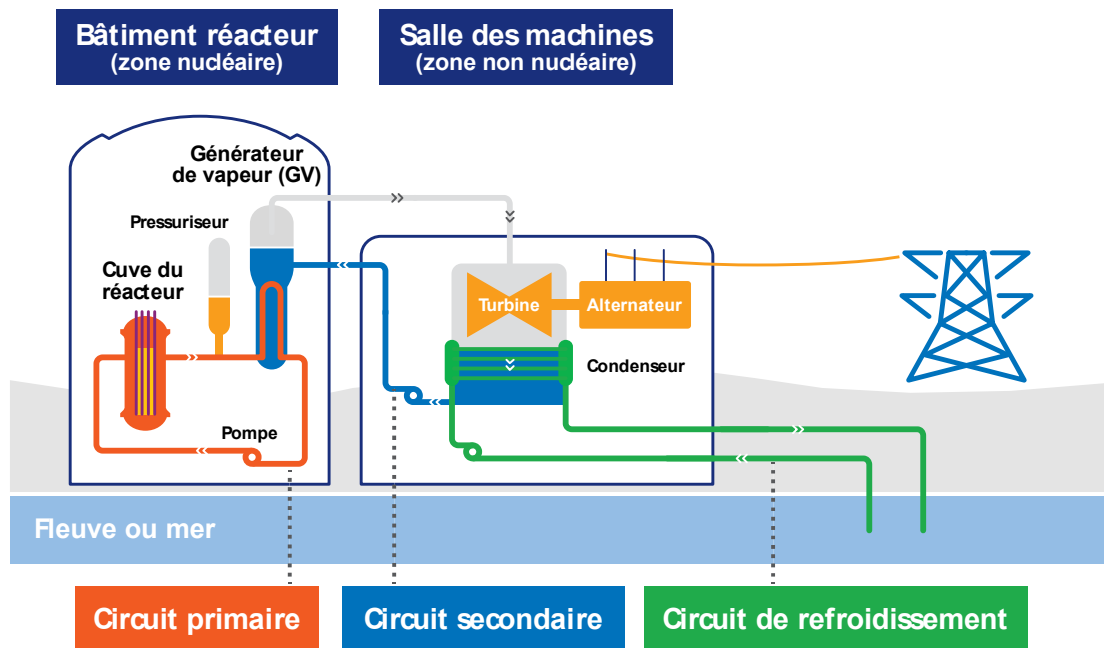 Bâtiment réacteur
(zone nucléaire)
Salle des machines
(zone non nucléaire)
Générateur
de vapeur (GV)
Pressuriseur
Cuve du
réacteur
Turbine
Alternateur
Condenseur
Pompe
Fleuve ou mer
Circuit primaire
Circuit secondaire
Circuit de refroidissement